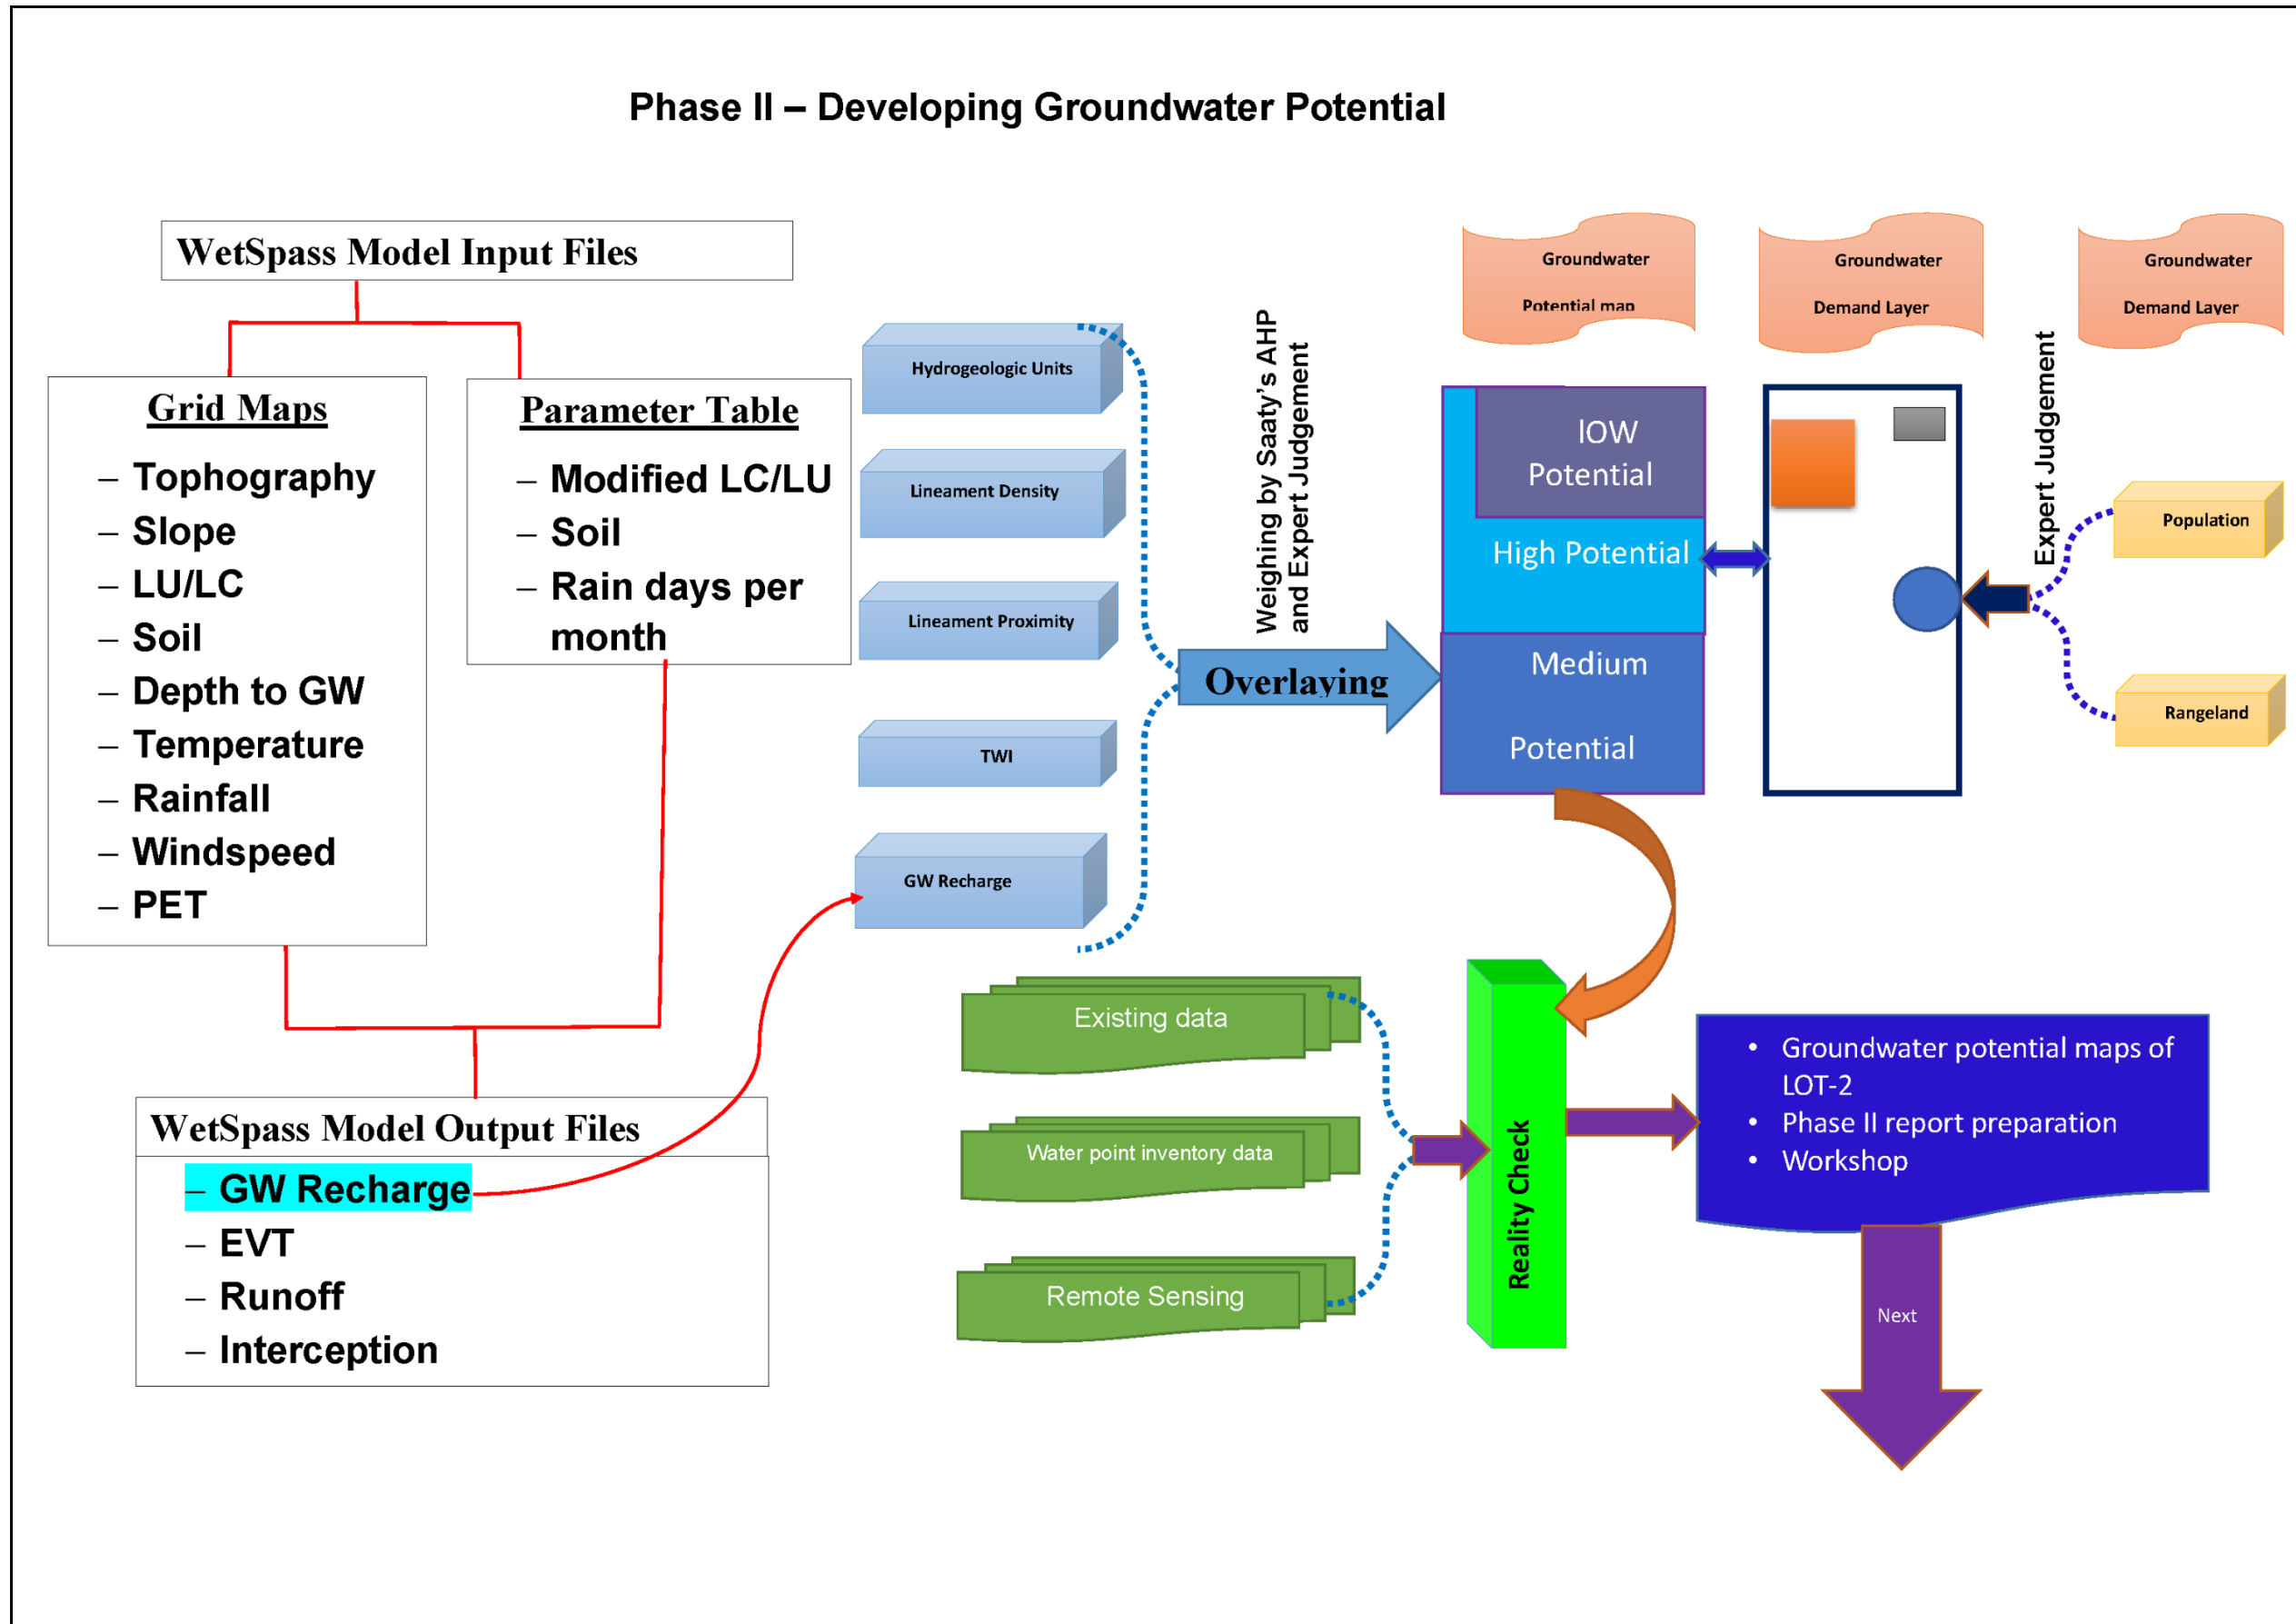 Phase II – Developing Groundwater Potential
WetSpass Model Input Files
Grid Maps
– Tophography
– Slope
– LU/LC
– Soil
– Depth to GW
– Temperature
– Rainfall
– Windspeed
– PET
Parameter Table
– Modified LC/LU
– Soil
– Rain days per
month
WetSpass Model Output Files
– GW Recharge
– EVT
– Runoff
– Interception
Hydrogeologic Units
Lineament Density
Lineament Proximity
TWI
GW Recharge
Weighing by Saaty's AHP
and Expert Judgement
Overlaying
Groundwater
Potential map
Groundwater
Demand Layer
Groundwater
Demand Layer
lOW
Potential
High Potential
Medium
Potential
Expert Judgement
Population
Rangeland
Existing data
Water point inventory data
Remote Sensing
Reality Check
• Groundwater potential maps of
LOT-2
• Phase II report preparation
• Workshop
Next